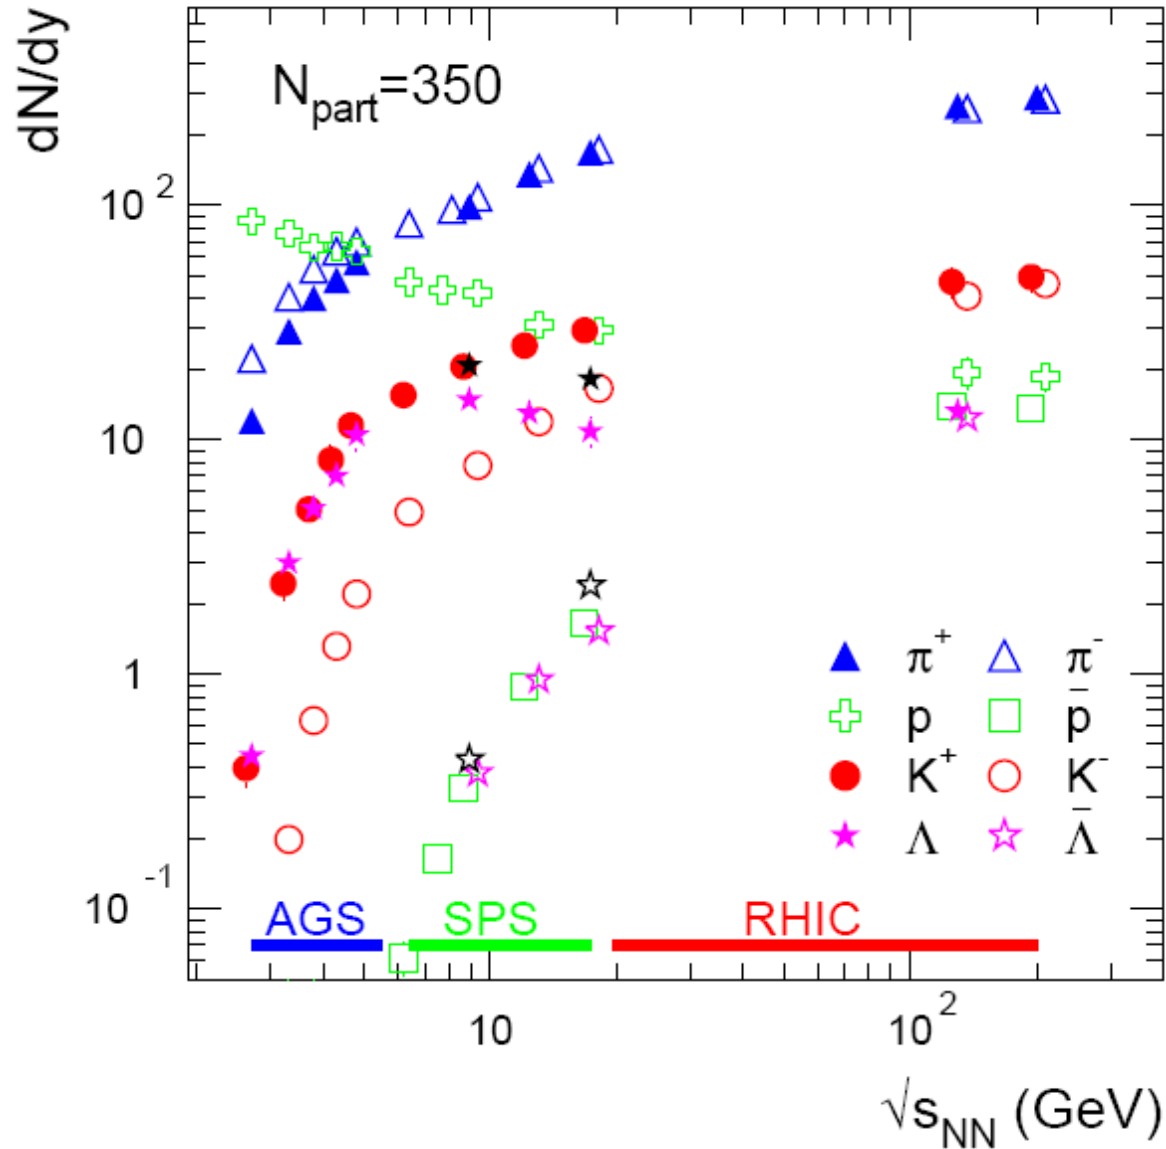 dN/dy
N_part=350
10^2
10
1
10^-1
π^+ π^-
p p̄
K^+ K^-
Λ Λ̄
AGS SPS RHIC
10 10^2
√s_NN (GeV)